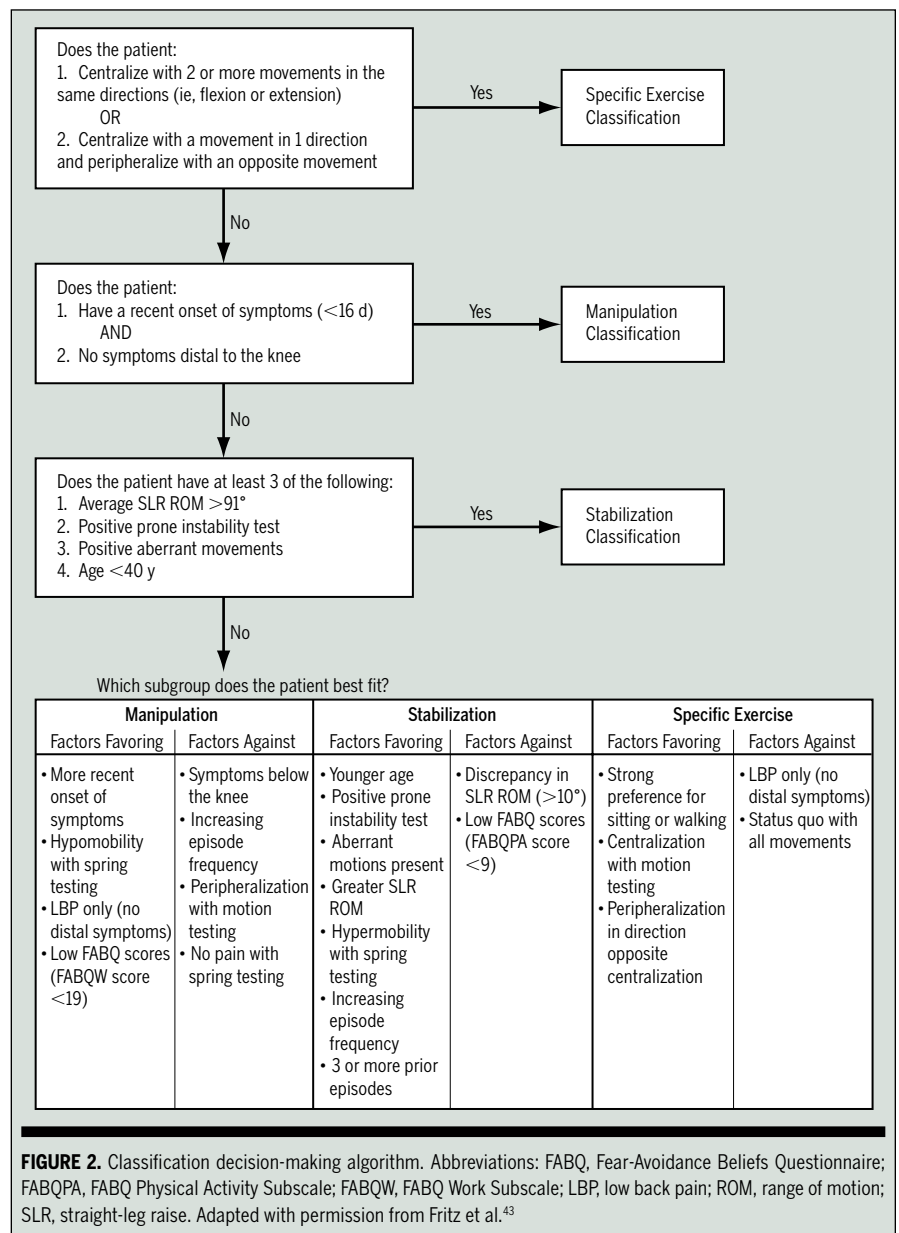 Does the patient:
1. Centralize with 2 or more movements in the
same directions (ie, flexion or extension)
OR
2. Centralize with a movement in 1 direction
and peripheralize with an opposite movement
Yes
Specific Exercise
Classification
No
Does the patient:
1. Have a recent onset of symptoms (<16 d)
AND
2. No symptoms distal to the knee
Yes
Manipulation
Classification
No
Does the patient have at least 3 of the following:
1. Average SLR ROM >91°
2. Positive prone instability test
3. Positive aberrant movements
4. Age <40 y
Yes
Stabilization
Classification
No
Which subgroup does the patient best fit?
Manipulation
Factors Favoring
• More recent
onset of
symptoms
• Hypomobility
with spring
testing
• LBP only (no
distal symptoms)
• Low FABQ scores
(FABQW score
<19)
Factors Against
• Symptoms below
the knee
• Increasing
episode
frequency
• Peripheralization
with motion
testing
• No pain with
spring testing
Stabilization
Factors Favoring
• Younger age
• Positive prone
instability test
• Aberrant
motions present
• Greater SLR
ROM
• Hypermobility
with spring
testing
• Increasing
episode
frequency
• 3 or more prior
episodes
Factors Against
• Discrepancy in
SLR ROM (>10°)
• Low FABQ scores
(FABQPA score
<9)
Specific Exercise
Factors Favoring
• Strong
preference for
sitting or walking
• Centralization
with motion
testing
• Peripheralization
in direction
opposite
centralization
Factors Against
• LBP only (no
distal symptoms)
• Status quo with
all movements
FIGURE 2. Classification decision-making algorithm. Abbreviations: FABQ, Fear-Avoidance Beliefs Questionnaire;
FABQPA, FABQ Physical Activity Subscale; FABQW, FABQ Work Subscale; LBP, low back pain; ROM, range of motion;
SLR, straight-leg raise. Adapted with permission from Fritz et al.43